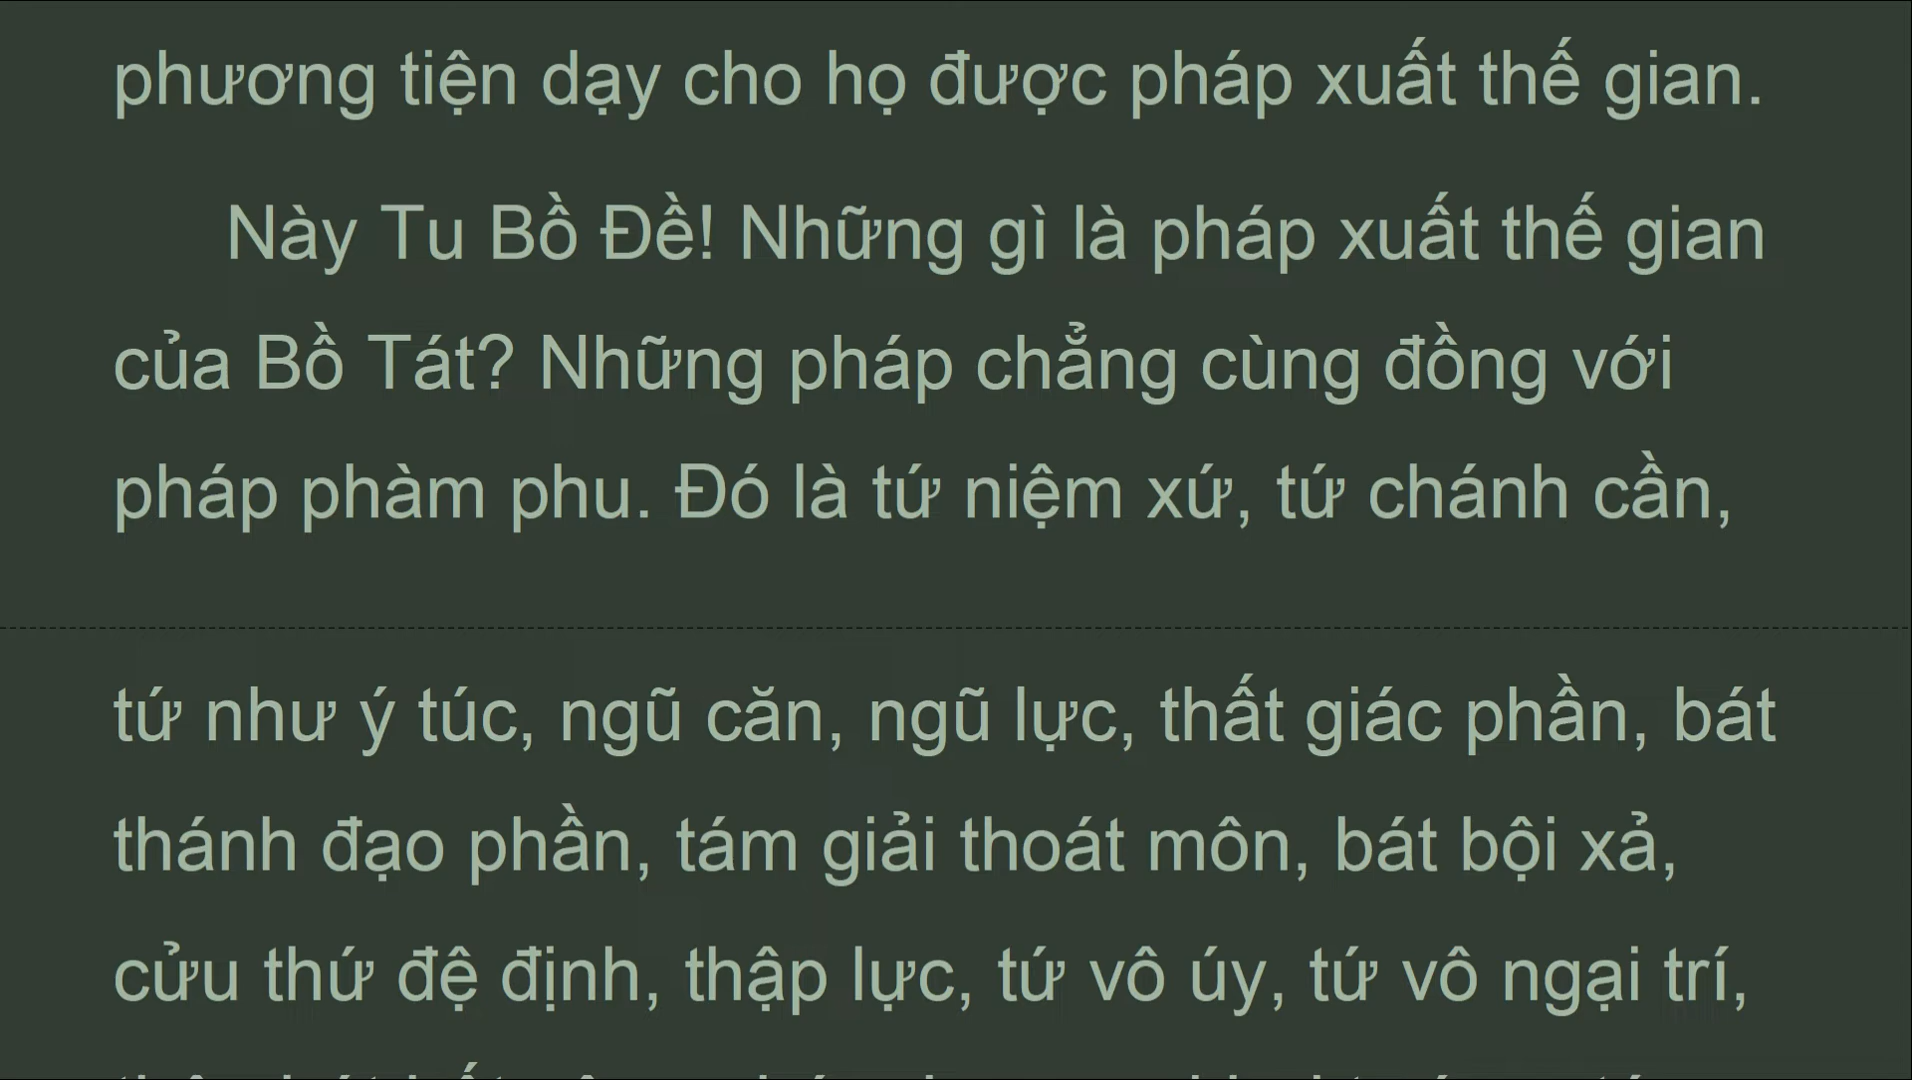 phương tiện dạy cho họ được pháp xuất thế gian.
Này Tu Bồ Đề! Những gì là pháp xuất thế gian
của Bồ Tát? Những pháp chẳng cùng đồng với
pháp phàm phu. Đó là tứ niệm xứ, tứ chánh cần,
tứ như ý túc, ngũ căn, ngũ lực, thất giác phần, bát
thánh đạo phần, tám giải thoát môn, bát bội xả,
cửu thứ đệ định, thập lực, tứ vô úy, tứ vô ngại trí,